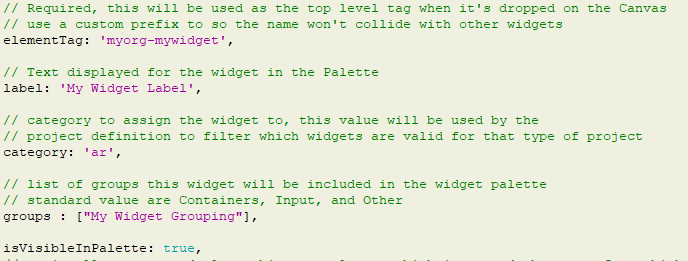 // Required, this will be used as the top level tag when it's dropped on the Canvas
// use a custom prefix to so the name won't collide with other widgets
elementTag: 'myorg-mywidget',
// Text displayed for the widget in the Palette
label: 'My Widget Label',
// category to assign the widget to, this value will be used by the
// project definition to filter which widgets are valid for that type of project
category: 'ar',
// list of groups this widget will be included in the widget palette
// standard value are Containers, Input, and Other
groups : ["My Widget Grouping"],
isVisibleInPalette: true,